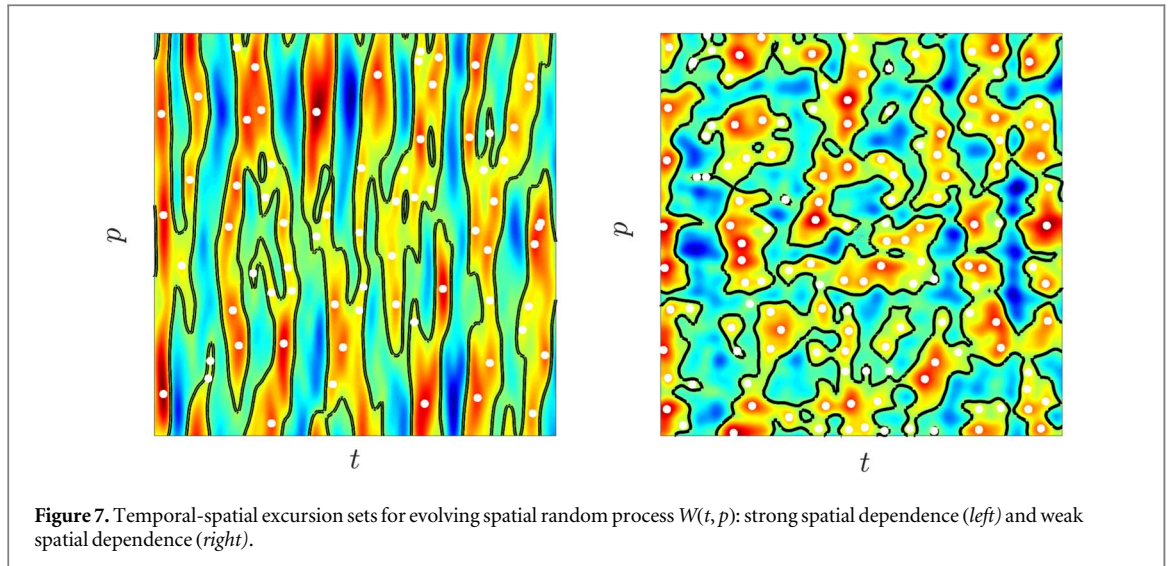 p
p
t
t
Figure 7. Temporal-spatial excursion sets for evolving spatial random process W(t, p): strong spatial dependence (left) and weak
spatial dependence (right).